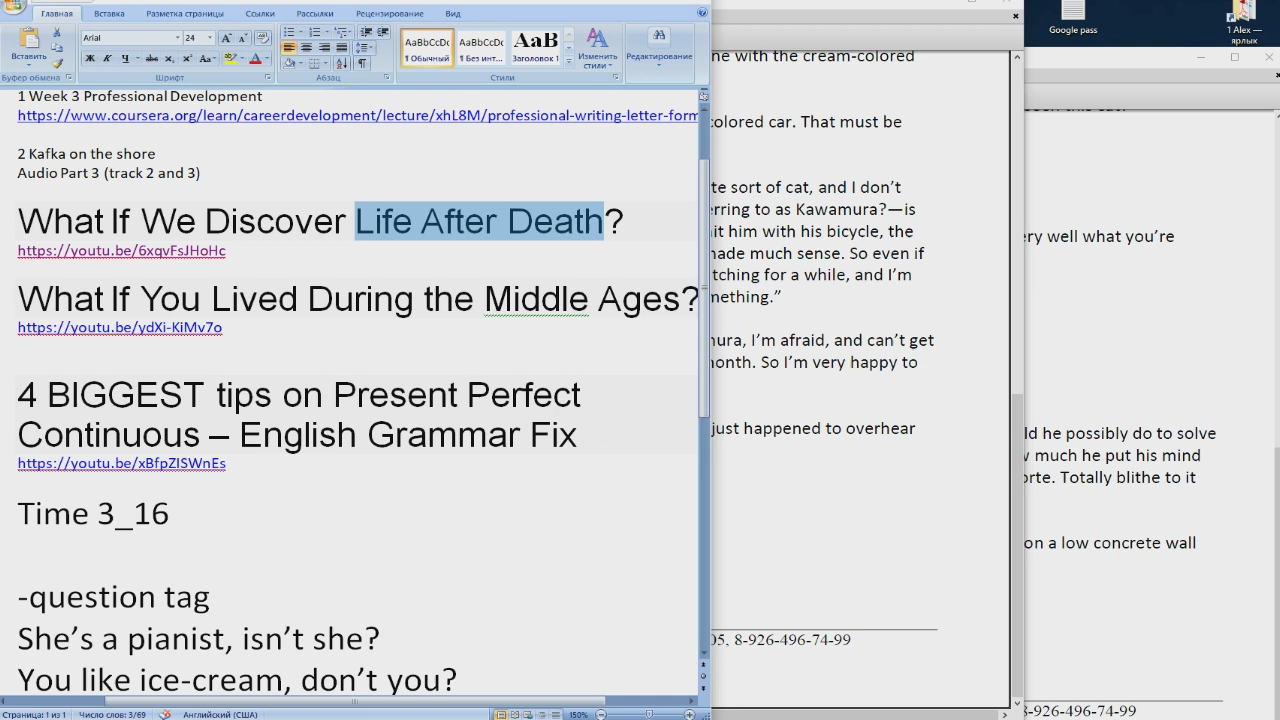 Главная Вставка Разметка страницы Ссылки Рассылки Рецензирование Вид
Arial 24
Вставить
Ж К Ч abc x₂ x² Aa
AaBbCcDc AaBbCcDc AaB
1 Обычный 1 Без инт... Заголовок 1
Изменить стили
Редактирование
Буфер обмена Шрифт Абзац Стили
1 Week 3 Professional Development
https://www.coursera.org/learn/careerdevelopment/lecture/xhL8M/professional-writing-letter-form
2 Kafka on the shore
Audio Part 3 (track 2 and 3)
What If We Discover Life After Death?
https://youtu.be/6xqvFsJHoHc
What If You Lived During the Middle Ages?
https://youtu.be/ydXi-KiMv7o
4 BIGGEST tips on Present Perfect
Continuous – English Grammar Fix
https://youtu.be/xBfpZISWnEs
Time 3_16
-question tag
She's a pianist, isn't she?
You like ice-cream, don't you?
Страница: 1 из 1 Число слов: 3/69 Английский (США) 150%
ne with the cream-colored
colored car. That must be
te sort of cat, and I don't
erring to as Kawamura?—is
hit him with his bicycle, the
made much sense. So even if
tching for a while, and I'm
mething."
nura, I'm afraid, and can't get
month. So I'm very happy to
just happened to overhear
05, 8-926-496-74-99
Google pass
1 Alex —
ярлык
ery well what you're
ld he possibly do to solve
w much he put his mind
orte. Totally blithe to it
on a low concrete wall
8-926-496-74-99